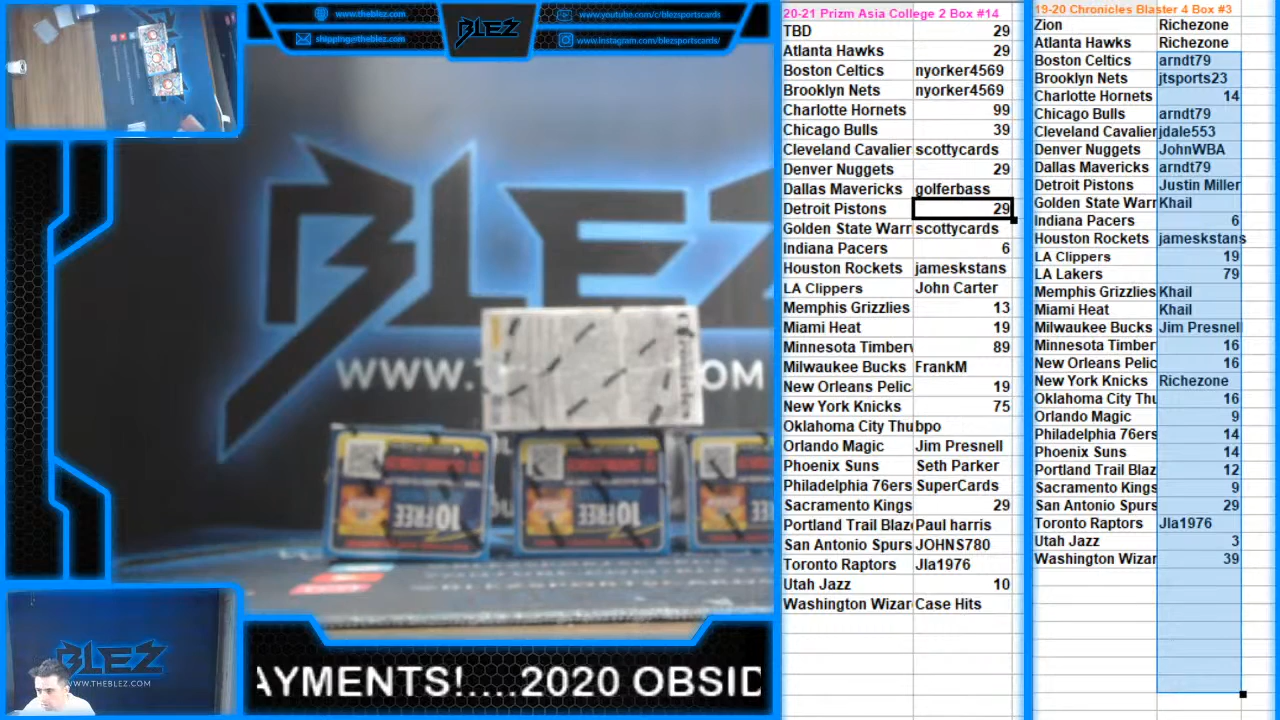 www.theblez.com
shipping@theblez.com
BLEZ
www.youtube.com/c/blezsportscards
www.instagram.com/blezsportscards/
BLEZ
WWW.
OM
10 FREE
10 FREE
BLEZ
WWW.THEBLEZ.COM
AYMENTS!....2020 OBSID
20-21 Prizm Asia College 2 Box #14
TBD 29
Atlanta Hawks 29
Boston Celtics nyorker4569
Brooklyn Nets nyorker4569
Charlotte Hornets 99
Chicago Bulls 39
Cleveland Cavalier scottycards
Denver Nuggets 29
Dallas Mavericks golferbass
Detroit Pistons 29
Golden State Warr scottycards
Indiana Pacers 6
Houston Rockets jameskstans
LA Clippers John Carter
Memphis Grizzlies 13
Miami Heat 19
Minnesota Timberv 89
Milwaukee Bucks FrankM
New Orleans Pelic 19
New York Knicks 75
Oklahoma City Thu bpo
Orlando Magic Jim Presnell
Phoenix Suns Seth Parker
Philadelphia 76ers SuperCards
Sacramento Kings 29
Portland Trail Blaze Paul harris
San Antonio Spurs JOHNS780
Toronto Raptors Jla1976
Utah Jazz 10
Washington Wizar Case Hits
19-20 Chronicles Blaster 4 Box #3
Zion Richezone
Atlanta Hawks Richezone
Boston Celtics arndt79
Brooklyn Nets jtsports23
Charlotte Hornets 14
Chicago Bulls arndt79
Cleveland Cavalier jdale553
Denver Nuggets JohnWBA
Dallas Mavericks arndt79
Detroit Pistons Justin Miller
Golden State Warr Khail
Indiana Pacers 6
Houston Rockets jameskstans
LA Clippers 19
LA Lakers 79
Memphis Grizzlies Khail
Miami Heat Khail
Milwaukee Bucks Jim Presnell
Minnesota Timber 16
New Orleans Pelic 16
New York Knicks Richezone
Oklahoma City Thu 16
Orlando Magic 9
Philadelphia 76ers 14
Phoenix Suns 14
Portland Trail Blaz 12
Sacramento Kings 9
San Antonio Spurs 29
Toronto Raptors Jla1976
Utah Jazz 3
Washington Wizar 39